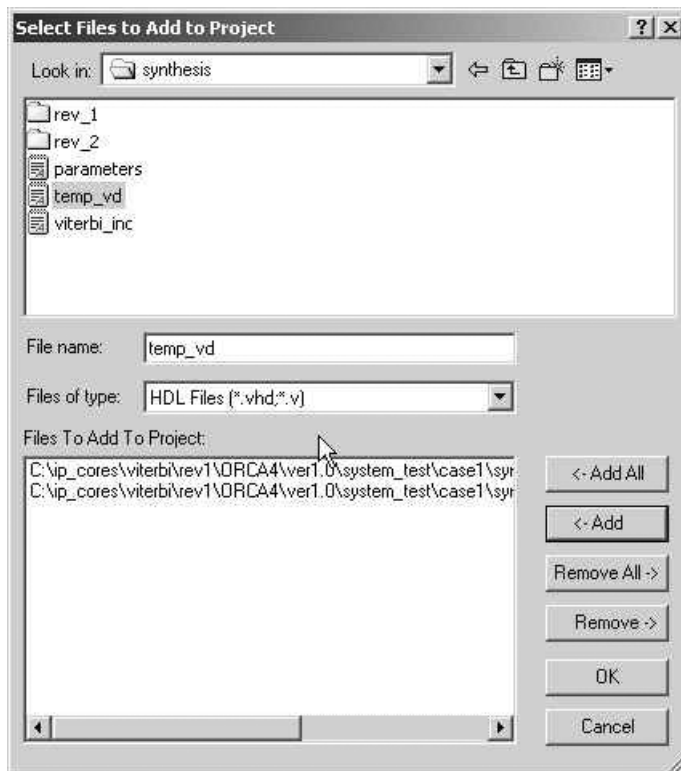 Select Files to Add to Project
Look in: synthesis
rev_1
rev_2
parameters
temp_vd
viterbi_inc
File name: temp_vd
Files of type: HDL Files (*.vhd;*.v)
Files To Add To Project:
C:\ip_cores\viterbi\rev1\ORCA4\ver1.0\system_test\case1\syr
C:\ip_cores\viterbi\rev1\ORCA4\ver1.0\system_test\case1\syr
<- Add All
<- Add
Remove All ->
Remove ->
OK
Cancel